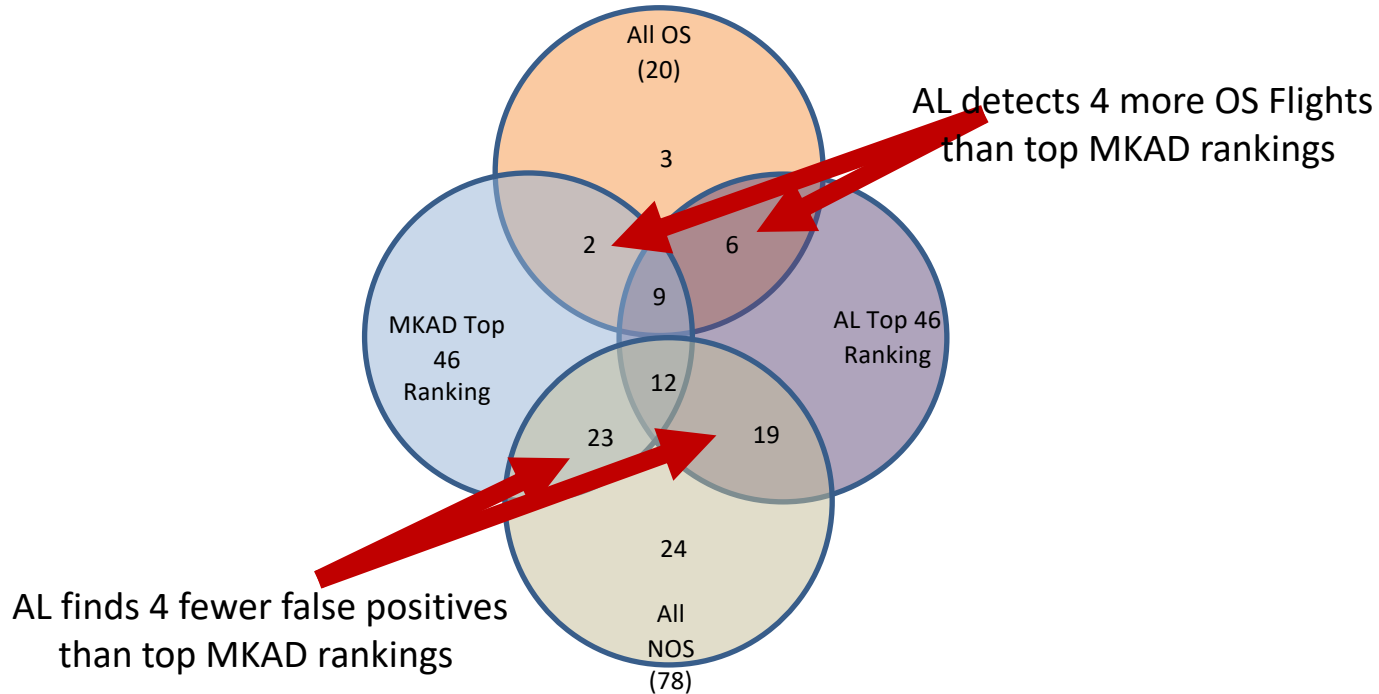 All OS
(20)
AL detects 4 more OS Flights
than top MKAD rankings
3
2
6
9
MKAD Top
46
Ranking
AL Top 46
Ranking
12
23
19
24
AL finds 4 fewer false positives
than top MKAD rankings
All
NOS
(78)